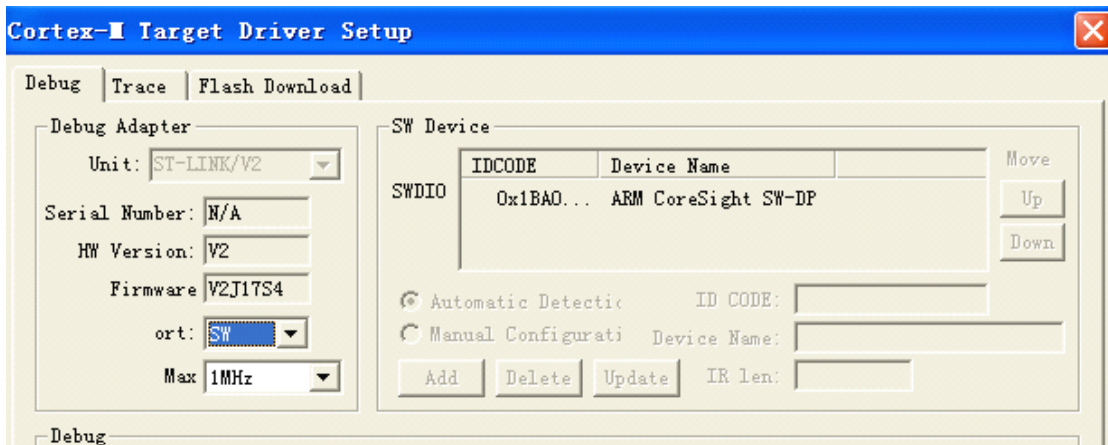 Cortex-M Target Driver Setup
Debug Trace Flash Download
Debug Adapter
Unit: ST-LINK/V2
Serial Number: N/A
HW Version: V2
Firmware V2J17S4
ort: SW
Max 1MHz
SW Device
IDCODE Device Name
SWDIO 0x1BA0... ARM CoreSight SW-DP
Move
Up
Down
Automatic Detectic ID CODE:
Manual Configurati Device Name:
Add Delete Update IR len:
Debug